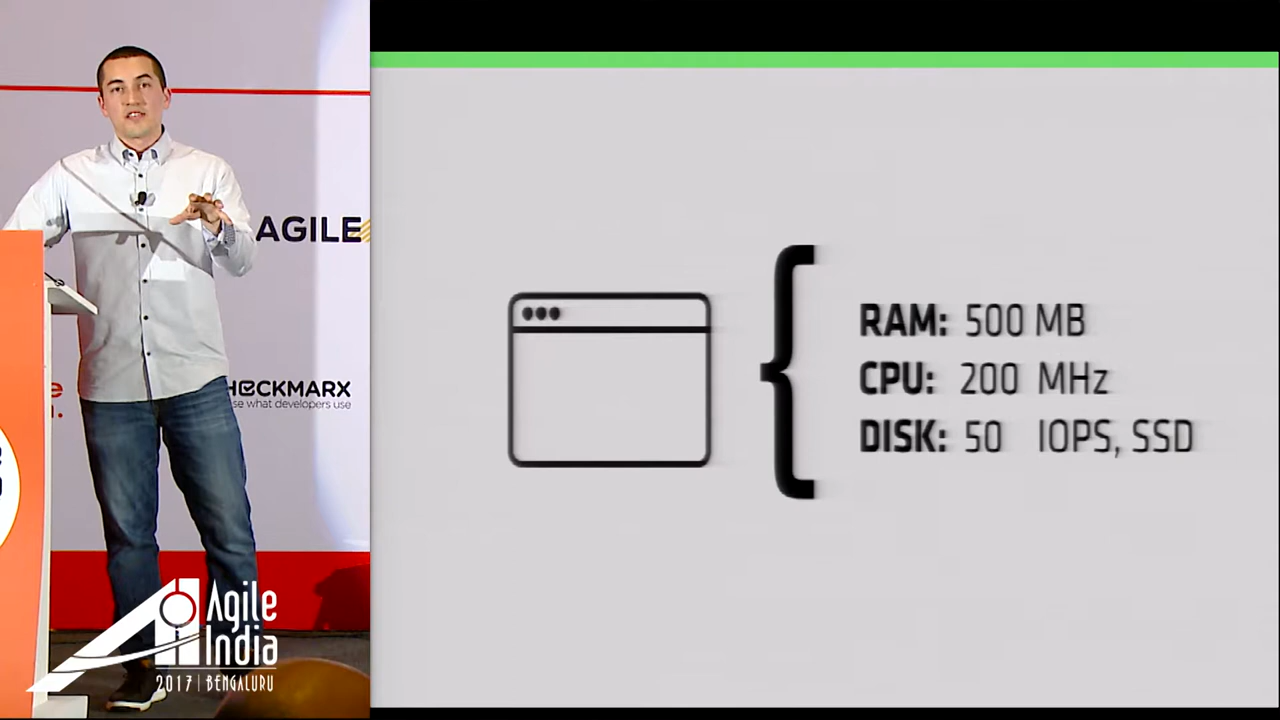 AGILE
HECKMARX
se what developers use
e
Agile
India
2017 | BENGALURU
RAM: 500 MB
CPU: 200 MHz
DISK: 50 IOPS, SSD